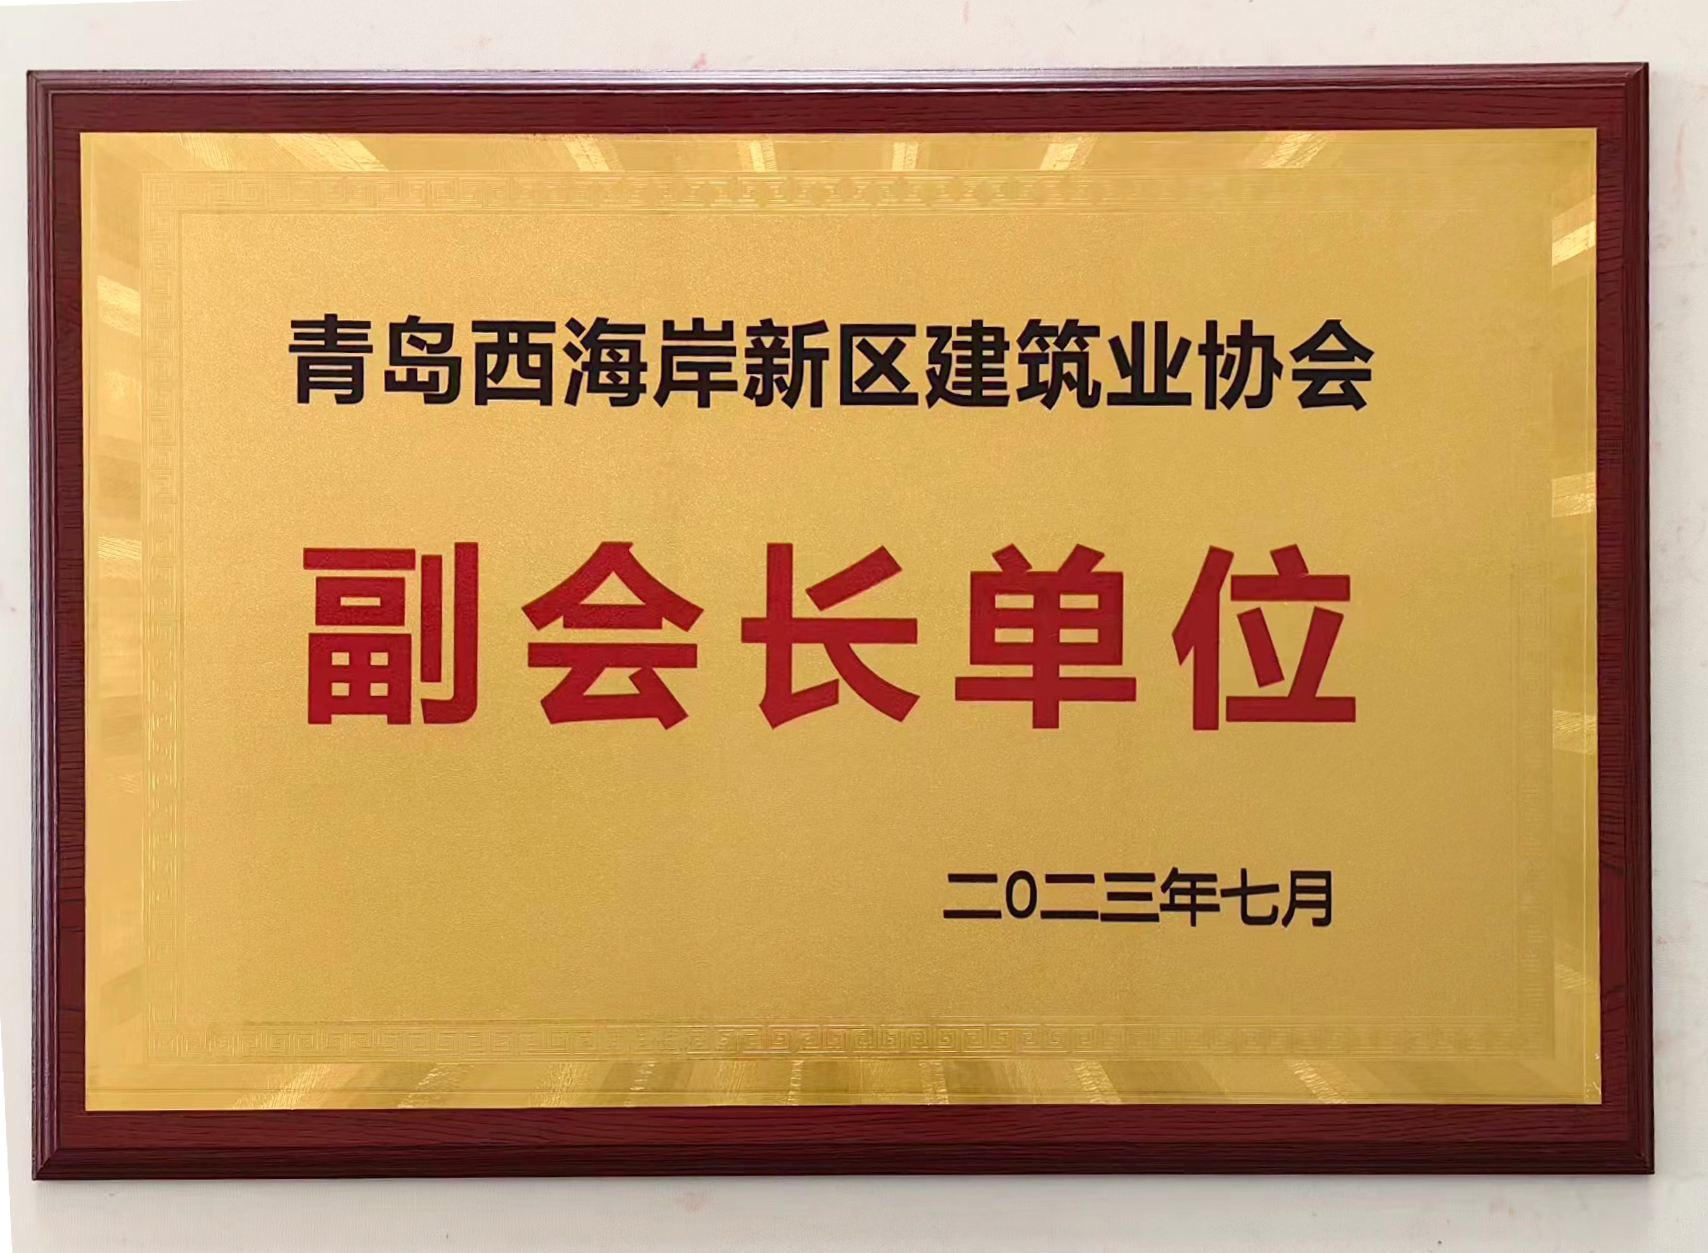 青岛西海岸新区建筑业协会
副会长单位
二0二三年七月